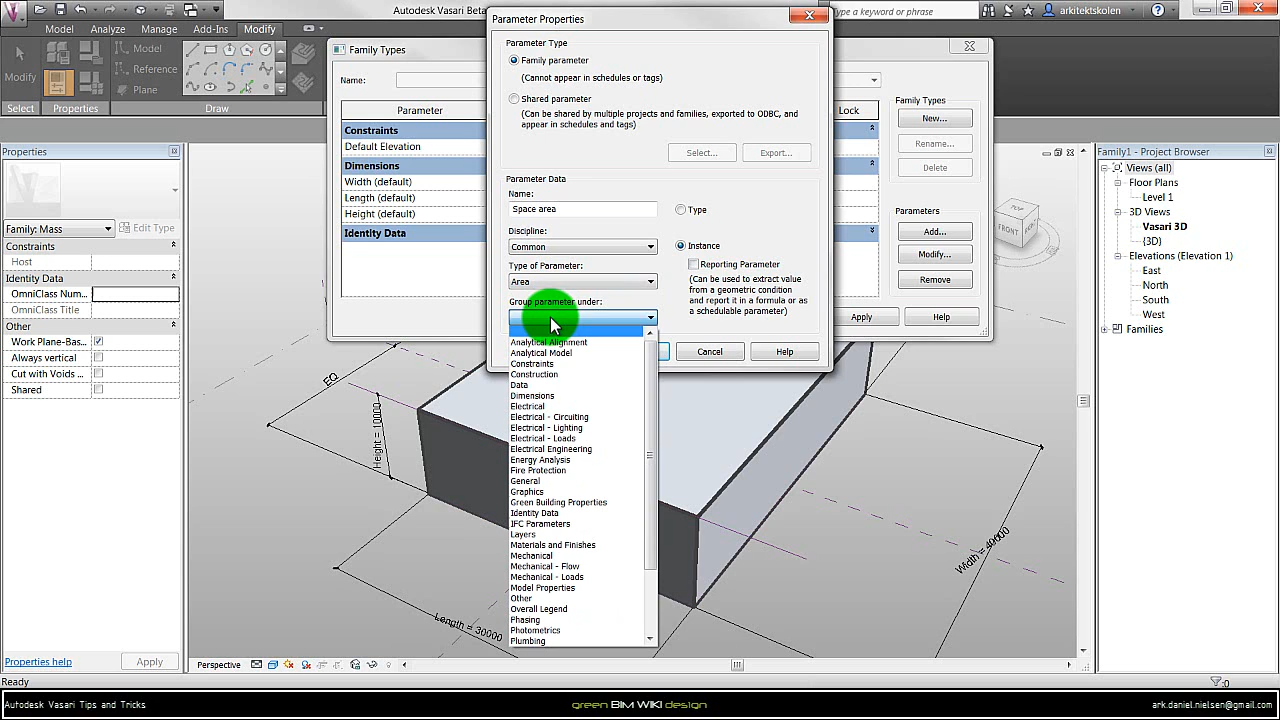 Autodesk Vasari Beta
Type a keyword or phrase
arkitektskolen
Model
Analyze
Manage
Add-Ins
Modify
Modify
Model
Reference
Plane
Select
Properties
Draw
Properties
Family: Mass
Edit Type
Constraints
Host
Identity Data
OmniClass Num...
OmniClass Title
Other
Work Plane-Bas...
Always vertical
Cut with Voids ...
Shared
Properties help
Apply
Family Types
Name:
Parameter
Lock
Constraints
Default Elevation
Dimensions
Width (default)
Length (default)
Height (default)
Identity Data
Family Types
New...
Rename...
Delete
Parameters
Add...
Modify...
Remove
Apply
Help
Parameter Properties
Parameter Type
Family parameter
(Cannot appear in schedules or tags)
Shared parameter
(Can be shared by multiple projects and families, exported to ODBC, and
appear in schedules and tags)
Select...
Export...
Parameter Data
Name:
Space area
Type
Discipline:
Common
Instance
Type of Parameter:
Area
Reporting Parameter
(Can be used to extract value
from a geometric condition
and report it in a formula or as
a schedulable parameter)
Group parameter under:
Cancel
Help
Analytical Alignment
Analytical Model
Constraints
Construction
Data
Dimensions
Electrical
Electrical - Circuiting
Electrical - Lighting
Electrical - Loads
Electrical Engineering
Energy Analysis
Fire Protection
General
Graphics
Green Building Properties
Identity Data
IFC Parameters
Layers
Materials and Finishes
Mechanical
Mechanical - Flow
Mechanical - Loads
Model Properties
Other
Overall Legend
Phasing
Photometrics
Plumbing
EQ
Height = 10000
Length = 30000
Width = 40000
TOP
FRONT
Family1 - Project Browser
Views (all)
Floor Plans
Level 1
3D Views
Vasari 3D
{3D}
Elevations (Elevation 1)
East
North
South
West
Families
Perspective
Ready
:0
Autodesk Vasari Tips and Tricks
green BIM WIKI design
ark.daniel.nielsen@gmail.com